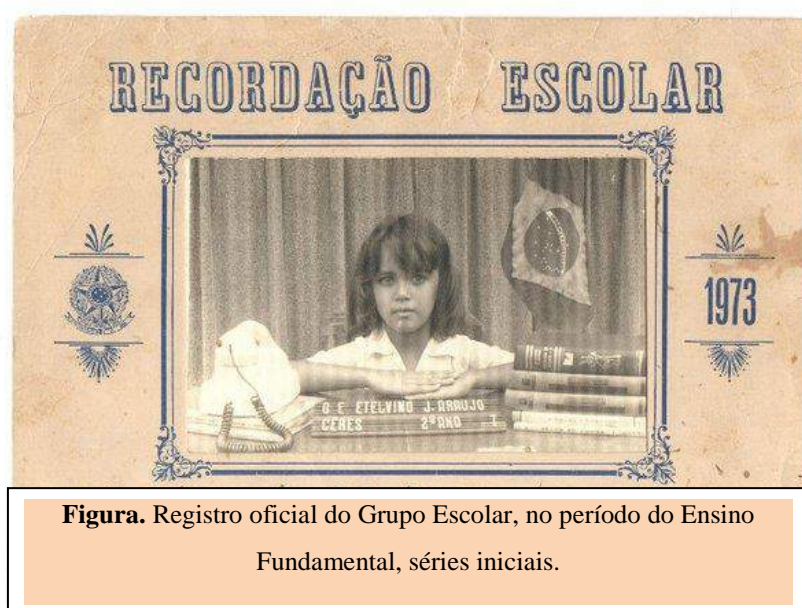 RECORDAÇÃO ESCOLAR
1973
G E. ETELVINO J. ARAUJO
CERES 2º ANO 7
Figura. Registro oficial do Grupo Escolar, no período do Ensino
Fundamental, séries iniciais.